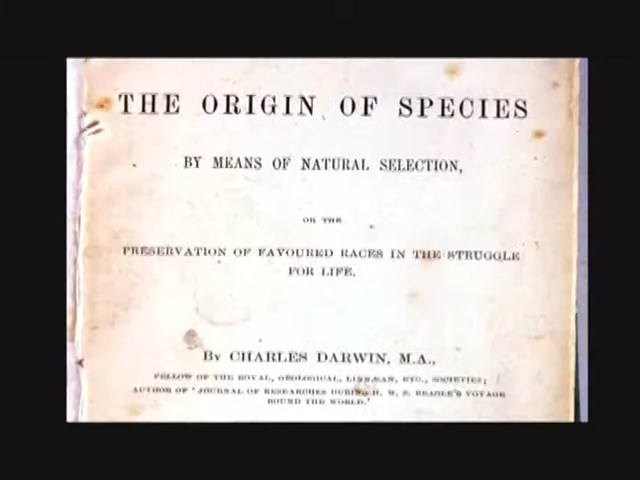 THE ORIGIN OF SPECIES
BY MEANS OF NATURAL SELECTION,
OR THE
PRESERVATION OF FAVOURED RACES IN THE STRUGGLE
FOR LIFE.
BY CHARLES DARWIN, M.A.,
FELLOW OF THE ROYAL, GEOLOGICAL, LINNÆAN, ETC., SOCIETIES;
AUTHOR OF 'JOURNAL OF RESEARCHES DURING H. M. S. BEAGLE'S VOYAGE
ROUND THE WORLD.'